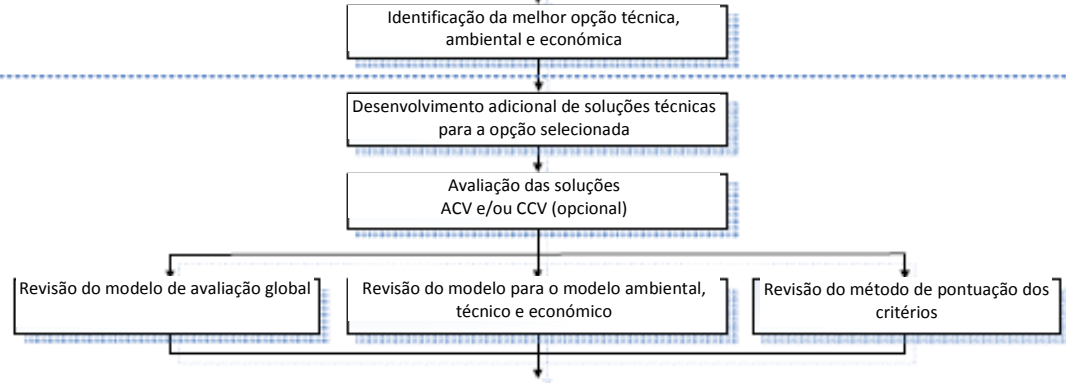 Identificação da melhor opção técnica,
ambiental e económica
Desenvolvimento adicional de soluções técnicas
para a opção selecionada
Avaliação das soluções
ACV e/ou CCV (opcional)
Revisão do modelo de avaliação global
Revisão do modelo para o modelo ambiental,
técnico e económico
Revisão do método de pontuação dos
critérios